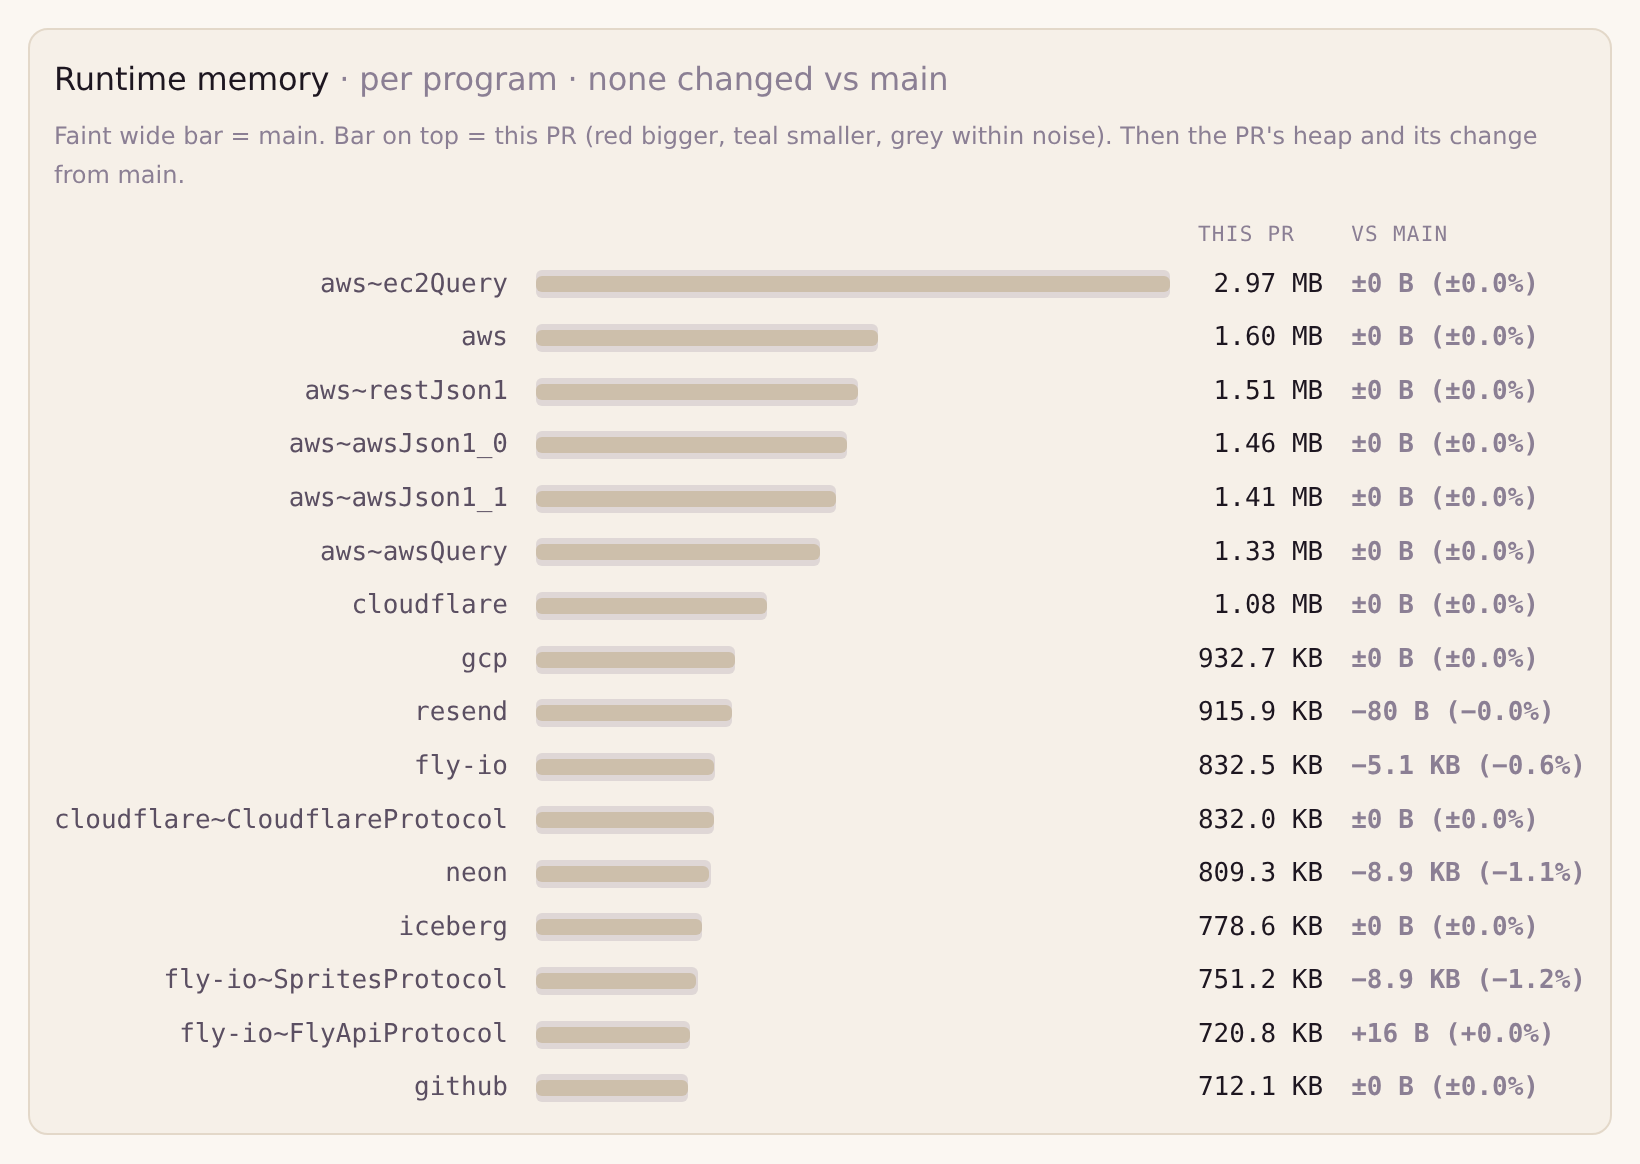 Runtime memory · per program · none changed vs main
Faint wide bar = main. Bar on top = this PR (red bigger, teal smaller, grey within noise). Then the PR's heap and its change
from main.
THIS PR VS MAIN
aws~ec2Query 2.97 MB ±0 B (±0.0%)
aws 1.60 MB ±0 B (±0.0%)
aws~restJson1 1.51 MB ±0 B (±0.0%)
aws~awsJson1_0 1.46 MB ±0 B (±0.0%)
aws~awsJson1_1 1.41 MB ±0 B (±0.0%)
aws~awsQuery 1.33 MB ±0 B (±0.0%)
cloudflare 1.08 MB ±0 B (±0.0%)
gcp 932.7 KB ±0 B (±0.0%)
resend 915.9 KB −80 B (−0.0%)
fly-io 832.5 KB −5.1 KB (−0.6%)
cloudflare~CloudflareProtocol 832.0 KB ±0 B (±0.0%)
neon 809.3 KB −8.9 KB (−1.1%)
iceberg 778.6 KB ±0 B (±0.0%)
fly-io~SpritesProtocol 751.2 KB −8.9 KB (−1.2%)
fly-io~FlyApiProtocol 720.8 KB +16 B (+0.0%)
github 712.1 KB ±0 B (±0.0%)